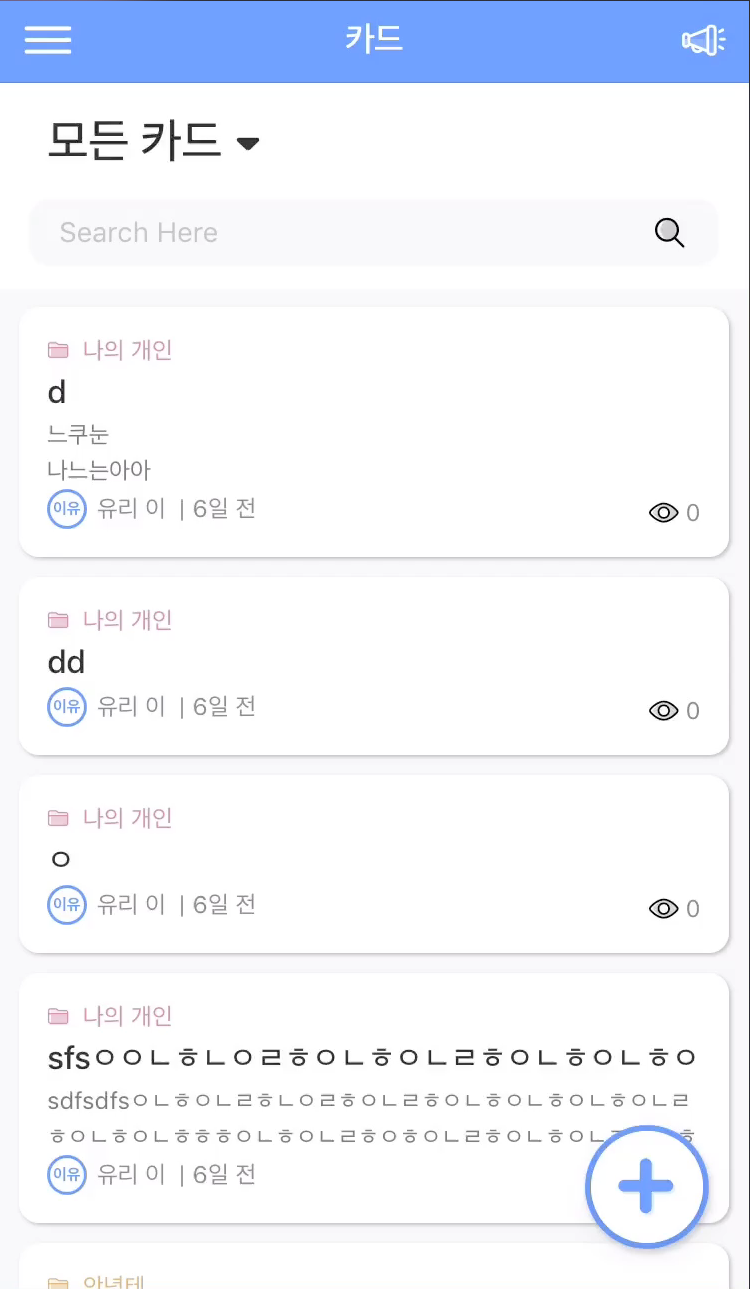 카드
모든 카드
Search Here
나의 개인
d
느쿠눈
나느는아아
이유 유리 이 | 6일 전
0
나의 개인
dd
이유 유리 이 | 6일 전
0
나의 개인
ㅇ
이유 유리 이 | 6일 전
0
나의 개인
sfsㅇㅇㄴㅎㄴㅇㄹㅎㅇㄴㅎㅇㄴㄹㅎㅇㄴㅎㅇㄴㅎㅇ
sdfsdfsㅇㄴㅎㅇㄴㄹㅎㄴㅇㄹㅎㅇㄴㄹㅎㅇㄴㅎㅇㄴㅎㅇㄴㅎㅇㄴㄹ
ㅎㅇㄴㅎㅇㄴㅎㅎㅎㅇㄴㅎㅇㄴㄹㅎㅇㅎㅇㄴㄹㅎㅇㄴㅎㅇㄴ
이유 유리 이 | 6일 전